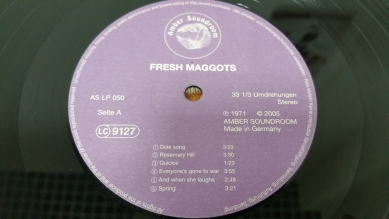 Amber Soundroom
FRESH MAGGOTS
AS LP 050
33 1/3 Umdrehungen
Stereo
Seite A
℗ 1971 © 2005
AMBER SOUNDROOM
Made in Germany
LC 9127
1 Dole song 3:53
2 Rosemary Hill 3:30
3 Quickie 1:23
4 Everyone's gone to war 3:55
5 And when she laughs 2:48
6 Spring 3:21